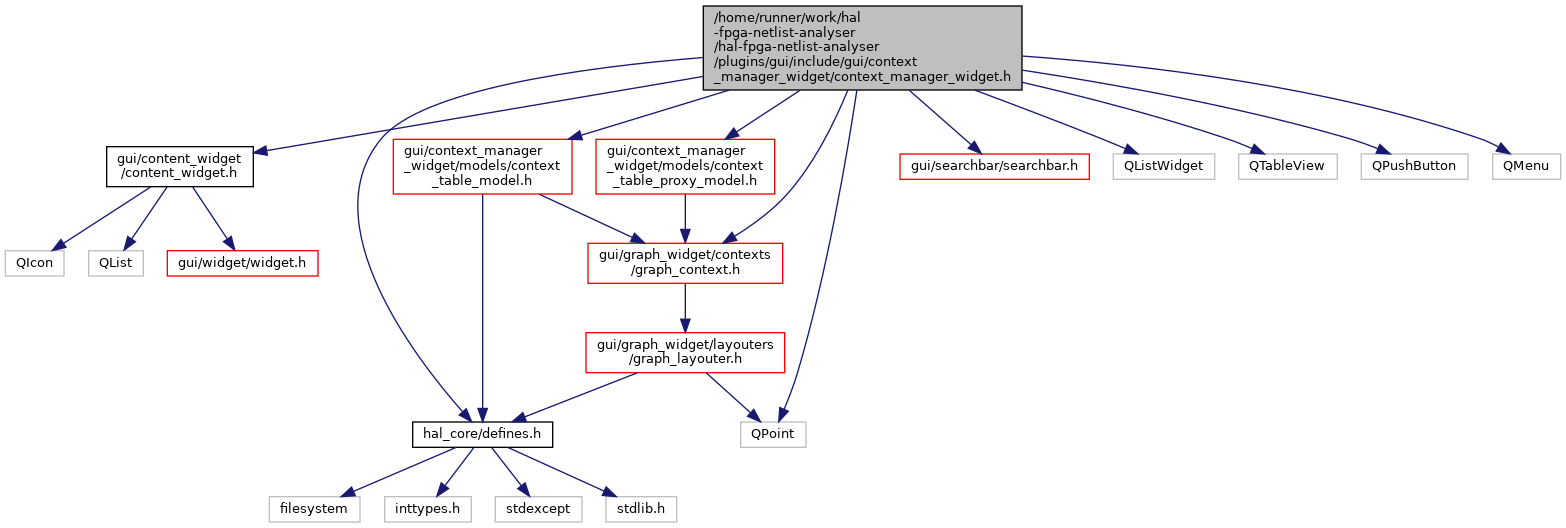 /home/runner/work/hal
-fpga-netlist-analyser
/hal-fpga-netlist-analyser
/plugins/gui/include/gui/context
_manager_widget/context_manager_widget.h
gui/content_widget
/content_widget.h
gui/context_manager
_widget/models/context
_table_model.h
gui/context_manager
_widget/models/context
_table_proxy_model.h
gui/searchbar/searchbar.h
QListWidget
QTableView
QPushButton
QMenu
QIcon
QList
gui/widget/widget.h
gui/graph_widget/contexts
/graph_context.h
gui/graph_widget/layouters
/graph_layouter.h
hal_core/defines.h
QPoint
filesystem
inttypes.h
stdexcept
stdlib.h